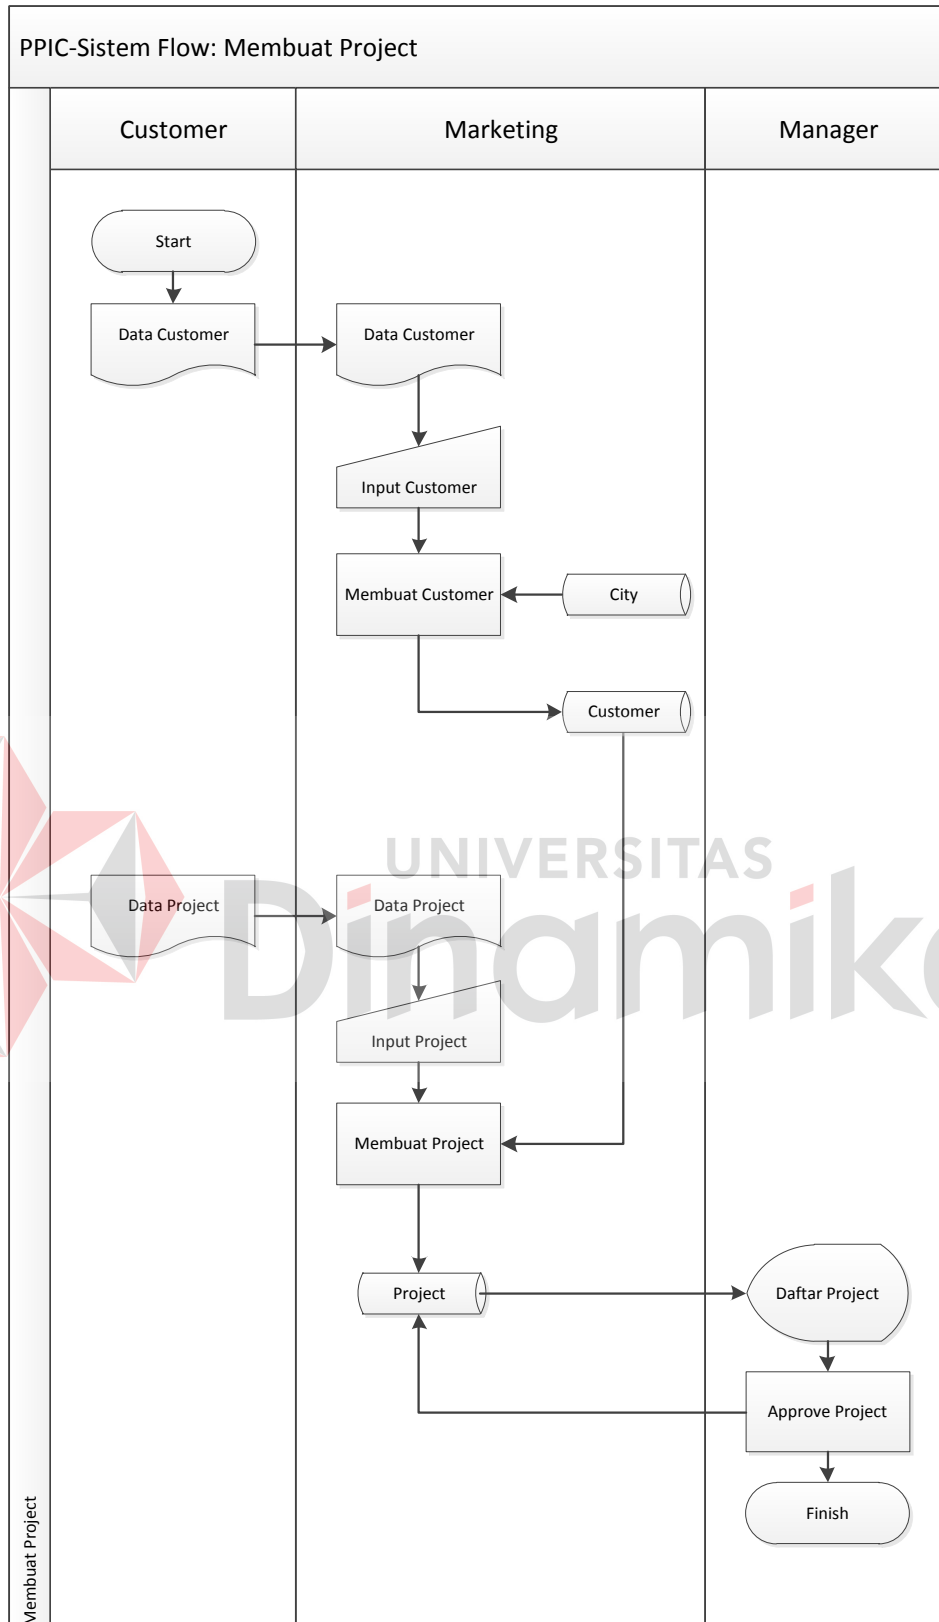 PPIC-Sistem Flow: Membuat Project
Customer
Marketing
Manager
Start
Data Customer
Data Customer
Input Customer
Membuat Customer
City
Customer
UNIVERSITAS
Dinamika
Data Project
Data Project
Input Project
Membuat Project
Project
Daftar Project
Approve Project
Finish
Membuat Project